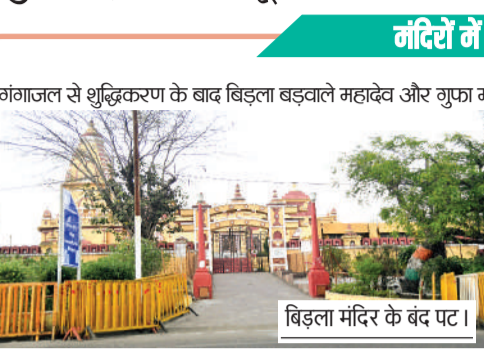 मंदिरों में
गंगाजल से शुद्धिकरण के बाद बिड़ला बड़वाले महादेव और गुफा म
बिड़ला मंदिर के बंद पट।